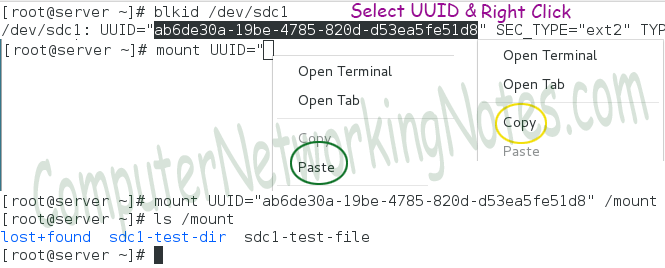 [root@server ~]# blkid /dev/sdc1
Select UUID & Right Click
/dev/sdc1: UUID="ab6de30a-19be-4785-820d-d53ea5fe51d8" SEC_TYPE="ext2" TYP
[root@server ~]# mount UUID="
Open Terminal
Open Tab
Copy
Paste
Open Terminal
Open Tab
Copy
Paste
ComputerNetworkingNotes.com
[root@server ~]# mount UUID="ab6de30a-19be-4785-820d-d53ea5fe51d8" /mount
[root@server ~]# ls /mount
lost+found sdc1-test-dir sdc1-test-file
[root@server ~]#